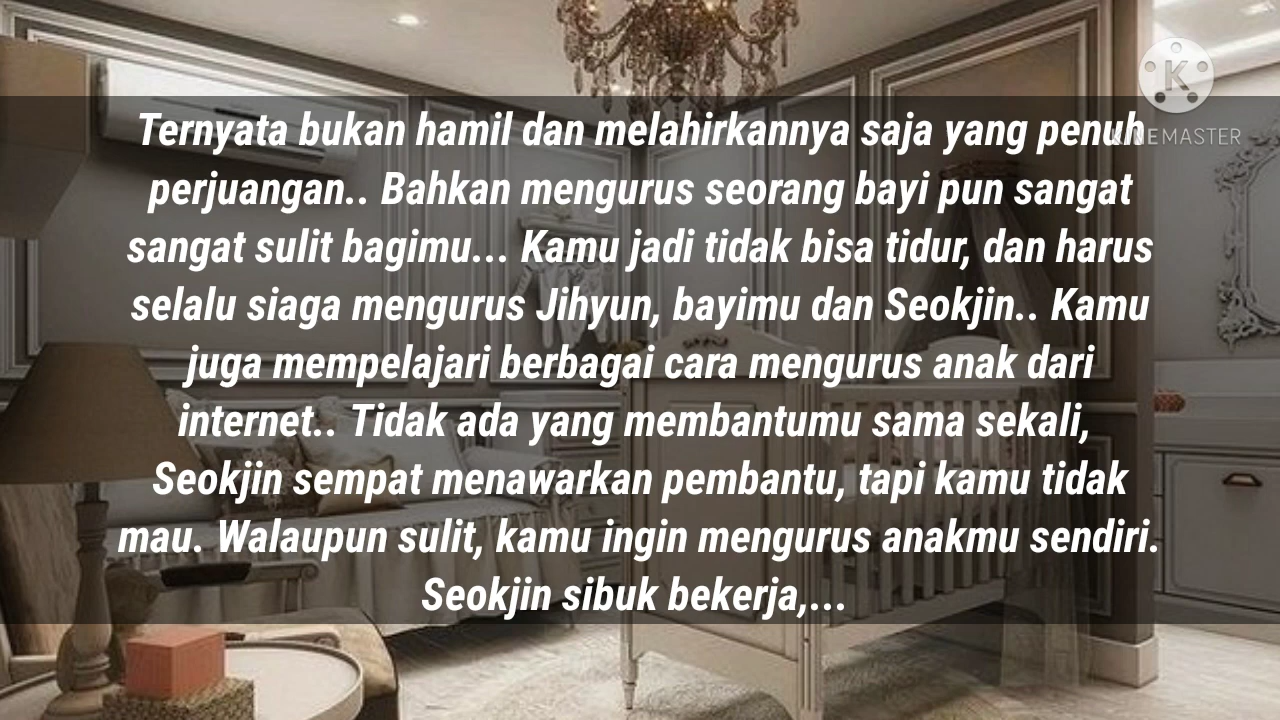 Ternyata bukan hamil dan melahirkannya saja yang penuh
perjuangan.. Bahkan mengurus seorang bayi pun sangat
sangat sulit bagimu... Kamu jadi tidak bisa tidur, dan harus
selalu siaga mengurus Jihyun, bayimu dan Seokjin.. Kamu
juga mempelajari berbagai cara mengurus anak dari
internet.. Tidak ada yang membantumu sama sekali,
Seokjin sempat menawarkan pembantu, tapi kamu tidak
mau. Walaupun sulit, kamu ingin mengurus anakmu sendiri.
Seokjin sibuk bekerja,...
K
KINEMASTER